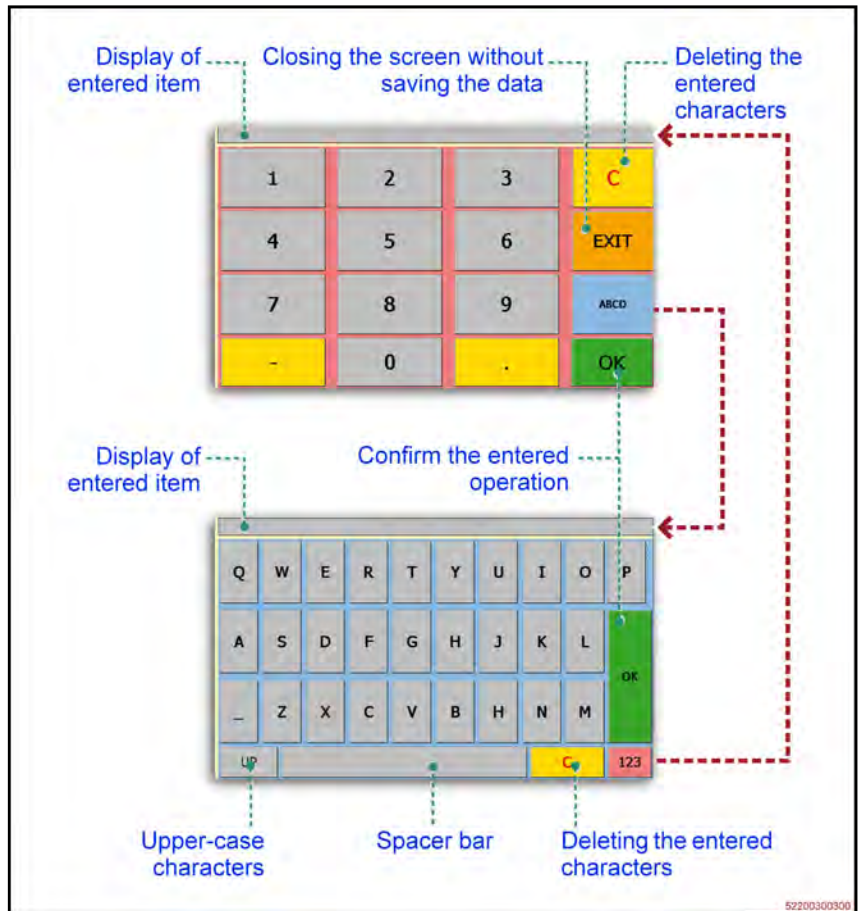 Display of
entered item
Closing the screen without
saving the data
Deleting the
entered
characters
1 2 3 C
4 5 6 EXIT
7 8 9 ABCD
- 0 . OK
Display of
entered item
Confirm the entered
operation
Q W E R T Y U I O P
A S D F G H J K L
OK
_ Z X C V B H N M
UP C 123
Upper-case
characters
Spacer bar
Deleting the entered
characters
52200300300